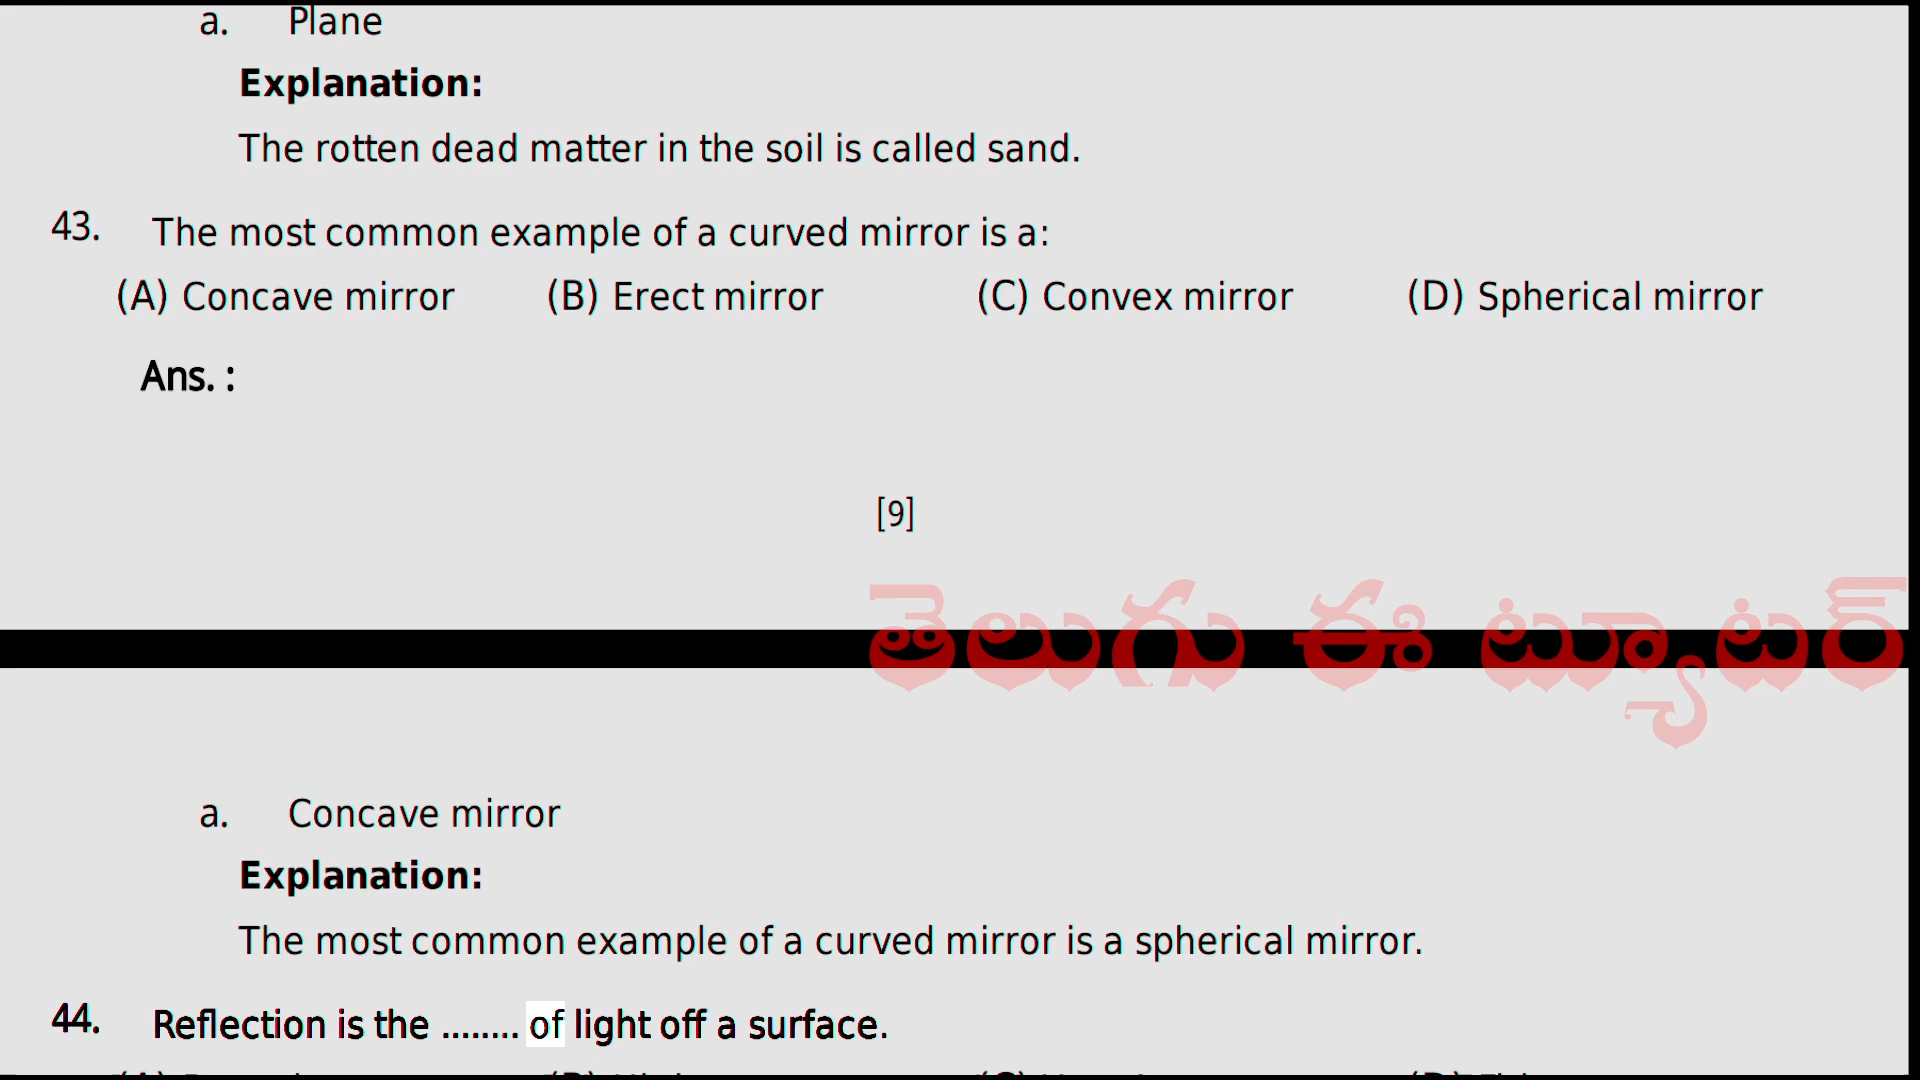 a. Plane
Explanation:
The rotten dead matter in the soil is called sand.
43. The most common example of a curved mirror is a:
(A) Concave mirror (B) Erect mirror (C) Convex mirror (D) Spherical mirror
Ans. :
[9]
తెలుగు ఈ ట్యూటర్
a. Concave mirror
Explanation:
The most common example of a curved mirror is a spherical mirror.
44. Reflection is the ........ of light off a surface.